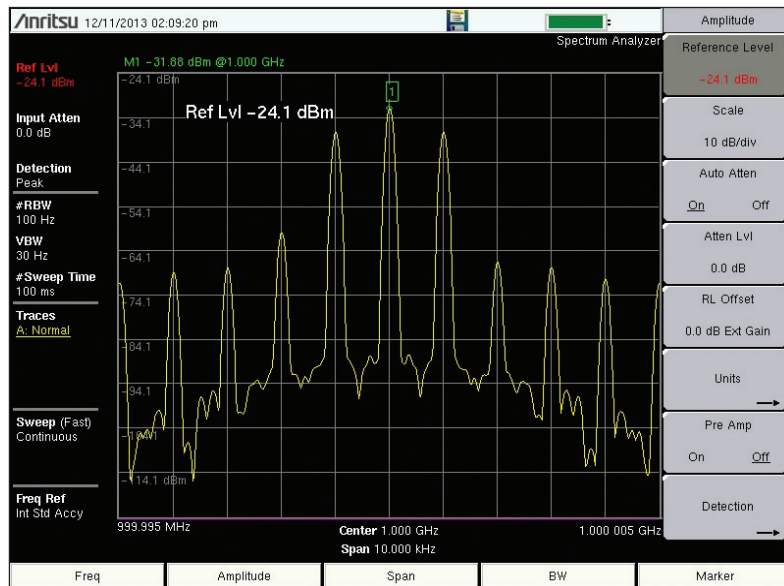 Anritsu 12/11/2013 02:09:20 pm
Spectrum Analyzer
M1 -31.88 dBm @1.000 GHz
Ref Lvl
-24.1 dBm
Input Atten
0.0 dB
Detection
Peak
#RBW
100 Hz
VBW
30 Hz
#Sweep Time
100 ms
Traces
A: Normal
Sweep (Fast)
Continuous
Freq Ref
Int Std Accy
-24.1 dBm
1
Ref Lvl -24.1 dBm
-34.1
-44.1
-54.1
-64.1
-74.1
-84.1
-94.1
999.995 MHz
Center 1.000 GHz
1.000 005 GHz
Span 10.000 kHz
Amplitude
Reference Level
-24.1 dBm
Scale
10 dB/div
Auto Atten
On Off
Atten Lvl
0.0 dB
RL Offset
0.0 dB Ext Gain
Units
Pre Amp
On Off
Detection
Freq Amplitude Span BW Marker